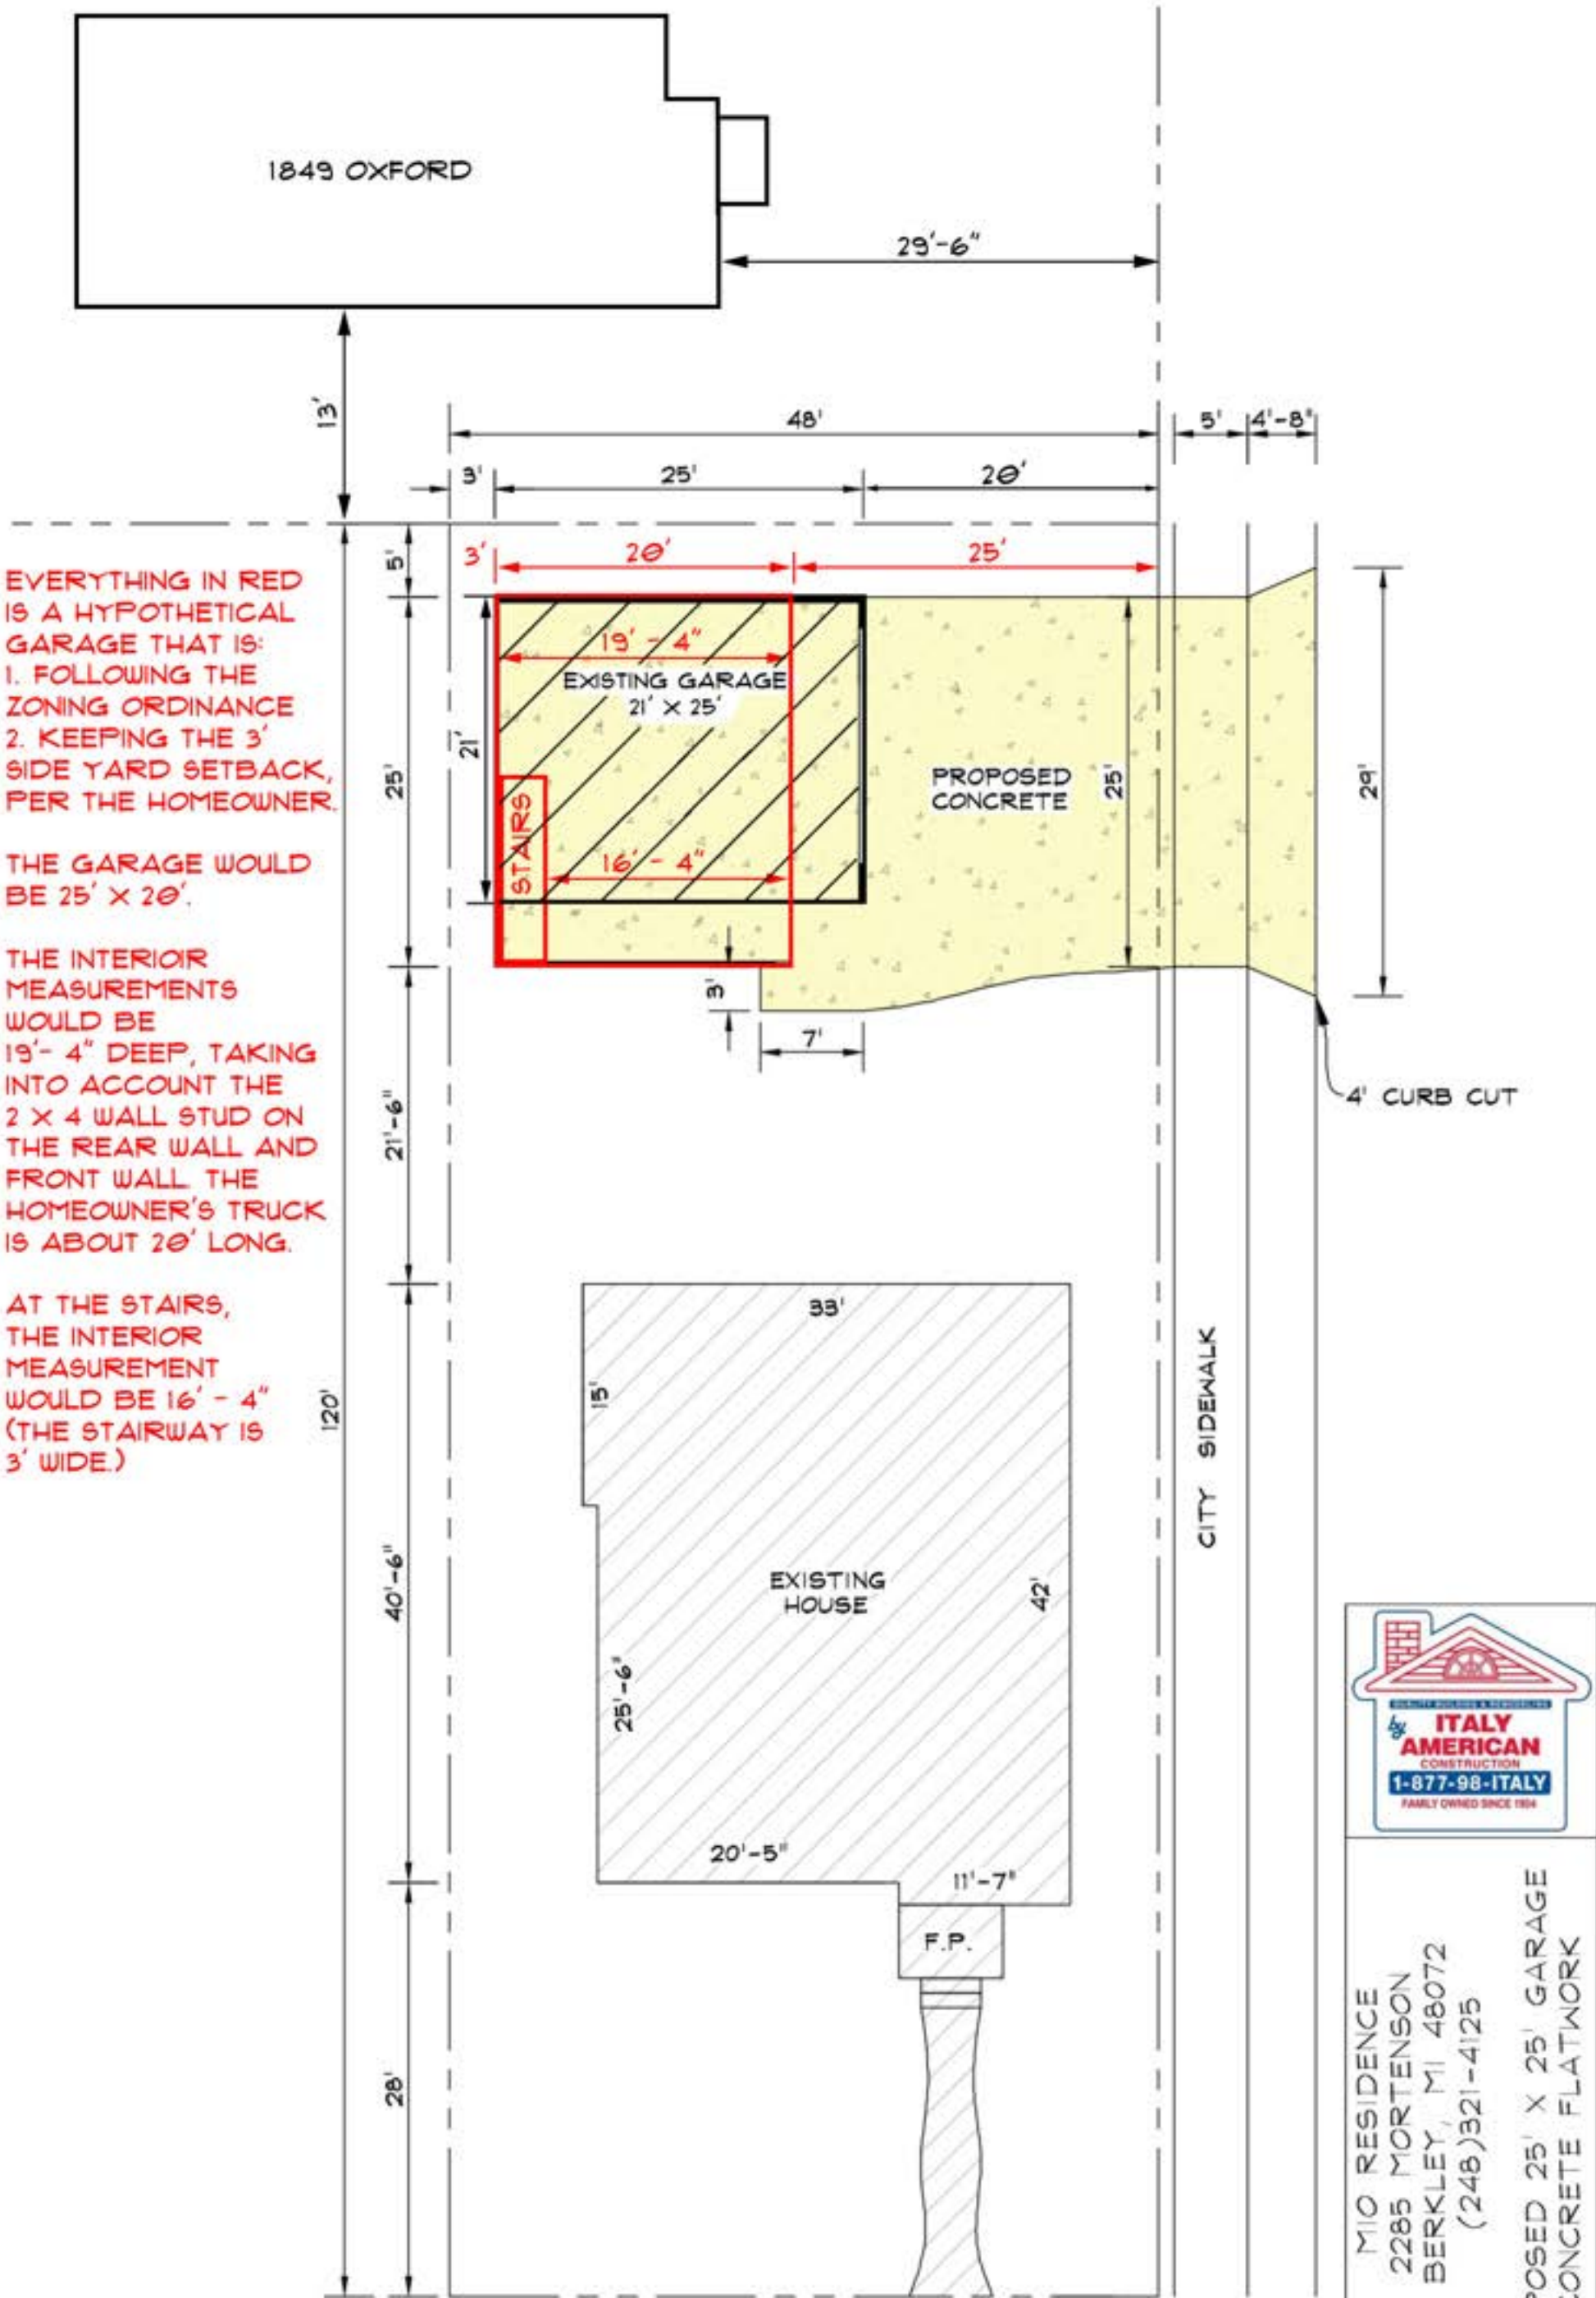 1849 OXFORD
29'-6"
13'
48'
5'
4'-8"
3'
25'
20'
5'
3'
20'
25'
EVERYTHING IN RED
IS A HYPOTHETICAL
GARAGE THAT IS:
1. FOLLOWING THE
ZONING ORDINANCE
2. KEEPING THE 3'
SIDE YARD SETBACK,
PER THE HOMEOWNER.
THE GARAGE WOULD
BE 25' X 20'.
THE INTERIOIR
MEASUREMENTS
WOULD BE
19'- 4" DEEP, TAKING
INTO ACCOUNT THE
2 X 4 WALL STUD ON
THE REAR WALL AND
FRONT WALL. THE
HOMEOWNER'S TRUCK
IS ABOUT 20' LONG.
AT THE STAIRS,
THE INTERIOR
MEASUREMENT
WOULD BE 16' - 4"
(THE STAIRWAY IS
3' WIDE.)
19' - 4"
EXISTING GARAGE
21' X 25'
21'
25'
STAIRS
16' - 4"
PROPOSED
CONCRETE
25'
29'
3'
7'
4' CURB CUT
21'-6"
120'
33'
15'
40'-6"
EXISTING
HOUSE
42'
25'-6"
20'-5"
11'-7"
F.P.
28'
CITY SIDEWALK
QUALITY BUILDING & REMODELING
by ITALY
AMERICAN
CONSTRUCTION
1-877-98-ITALY
MIO RESIDENCE
2285 MORTENSON
BERKLEY, MI 48072
(248)321-4125
POSED 25' X 25' GARAGE
CONCRETE FLATWORK